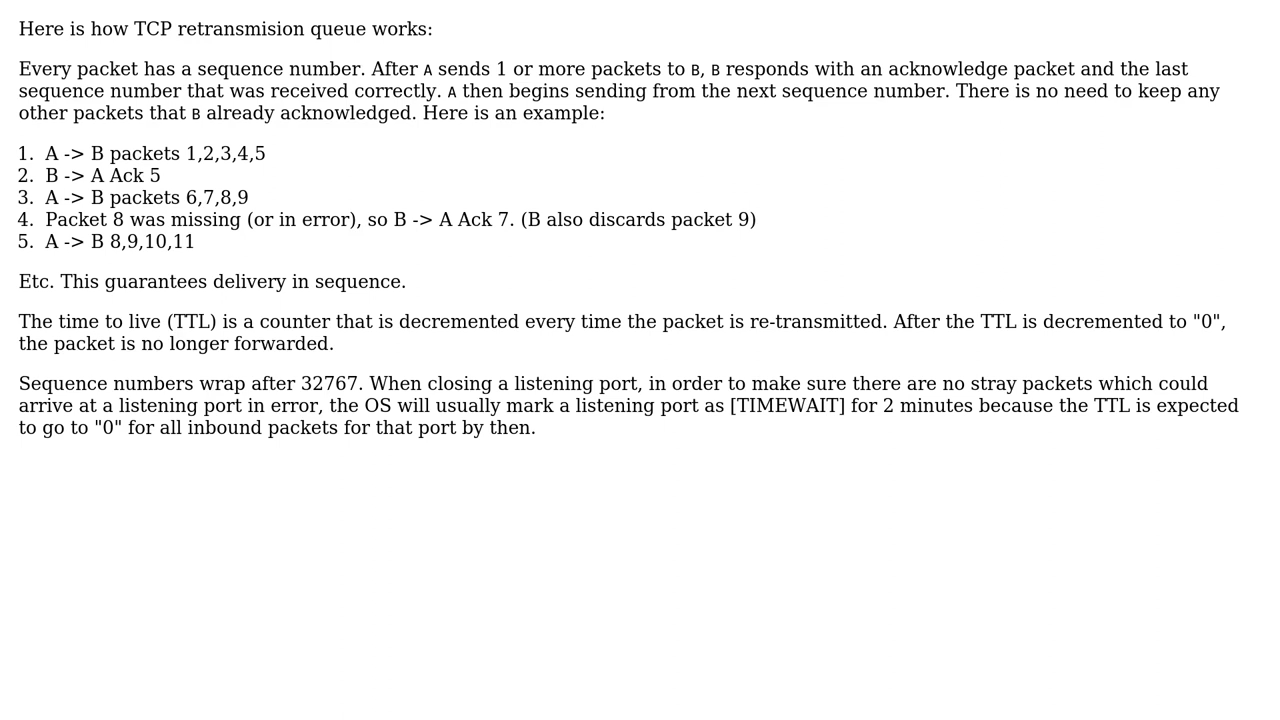 Here is how TCP retransmision queue works:
Every packet has a sequence number. After A sends 1 or more packets to B, B responds with an acknowledge packet and the last
sequence number that was received correctly. A then begins sending from the next sequence number. There is no need to keep any
other packets that B already acknowledged. Here is an example:
1. A -> B packets 1,2,3,4,5
2. B -> A Ack 5
3. A -> B packets 6,7,8,9
4. Packet 8 was missing (or in error), so B -> A Ack 7. (B also discards packet 9)
5. A -> B 8,9,10,11
Etc. This guarantees delivery in sequence.
The time to live (TTL) is a counter that is decremented every time the packet is re-transmitted. After the TTL is decremented to "0",
the packet is no longer forwarded.
Sequence numbers wrap after 32767. When closing a listening port, in order to make sure there are no stray packets which could
arrive at a listening port in error, the OS will usually mark a listening port as [TIMEWAIT] for 2 minutes because the TTL is expected
to go to "0" for all inbound packets for that port by then.